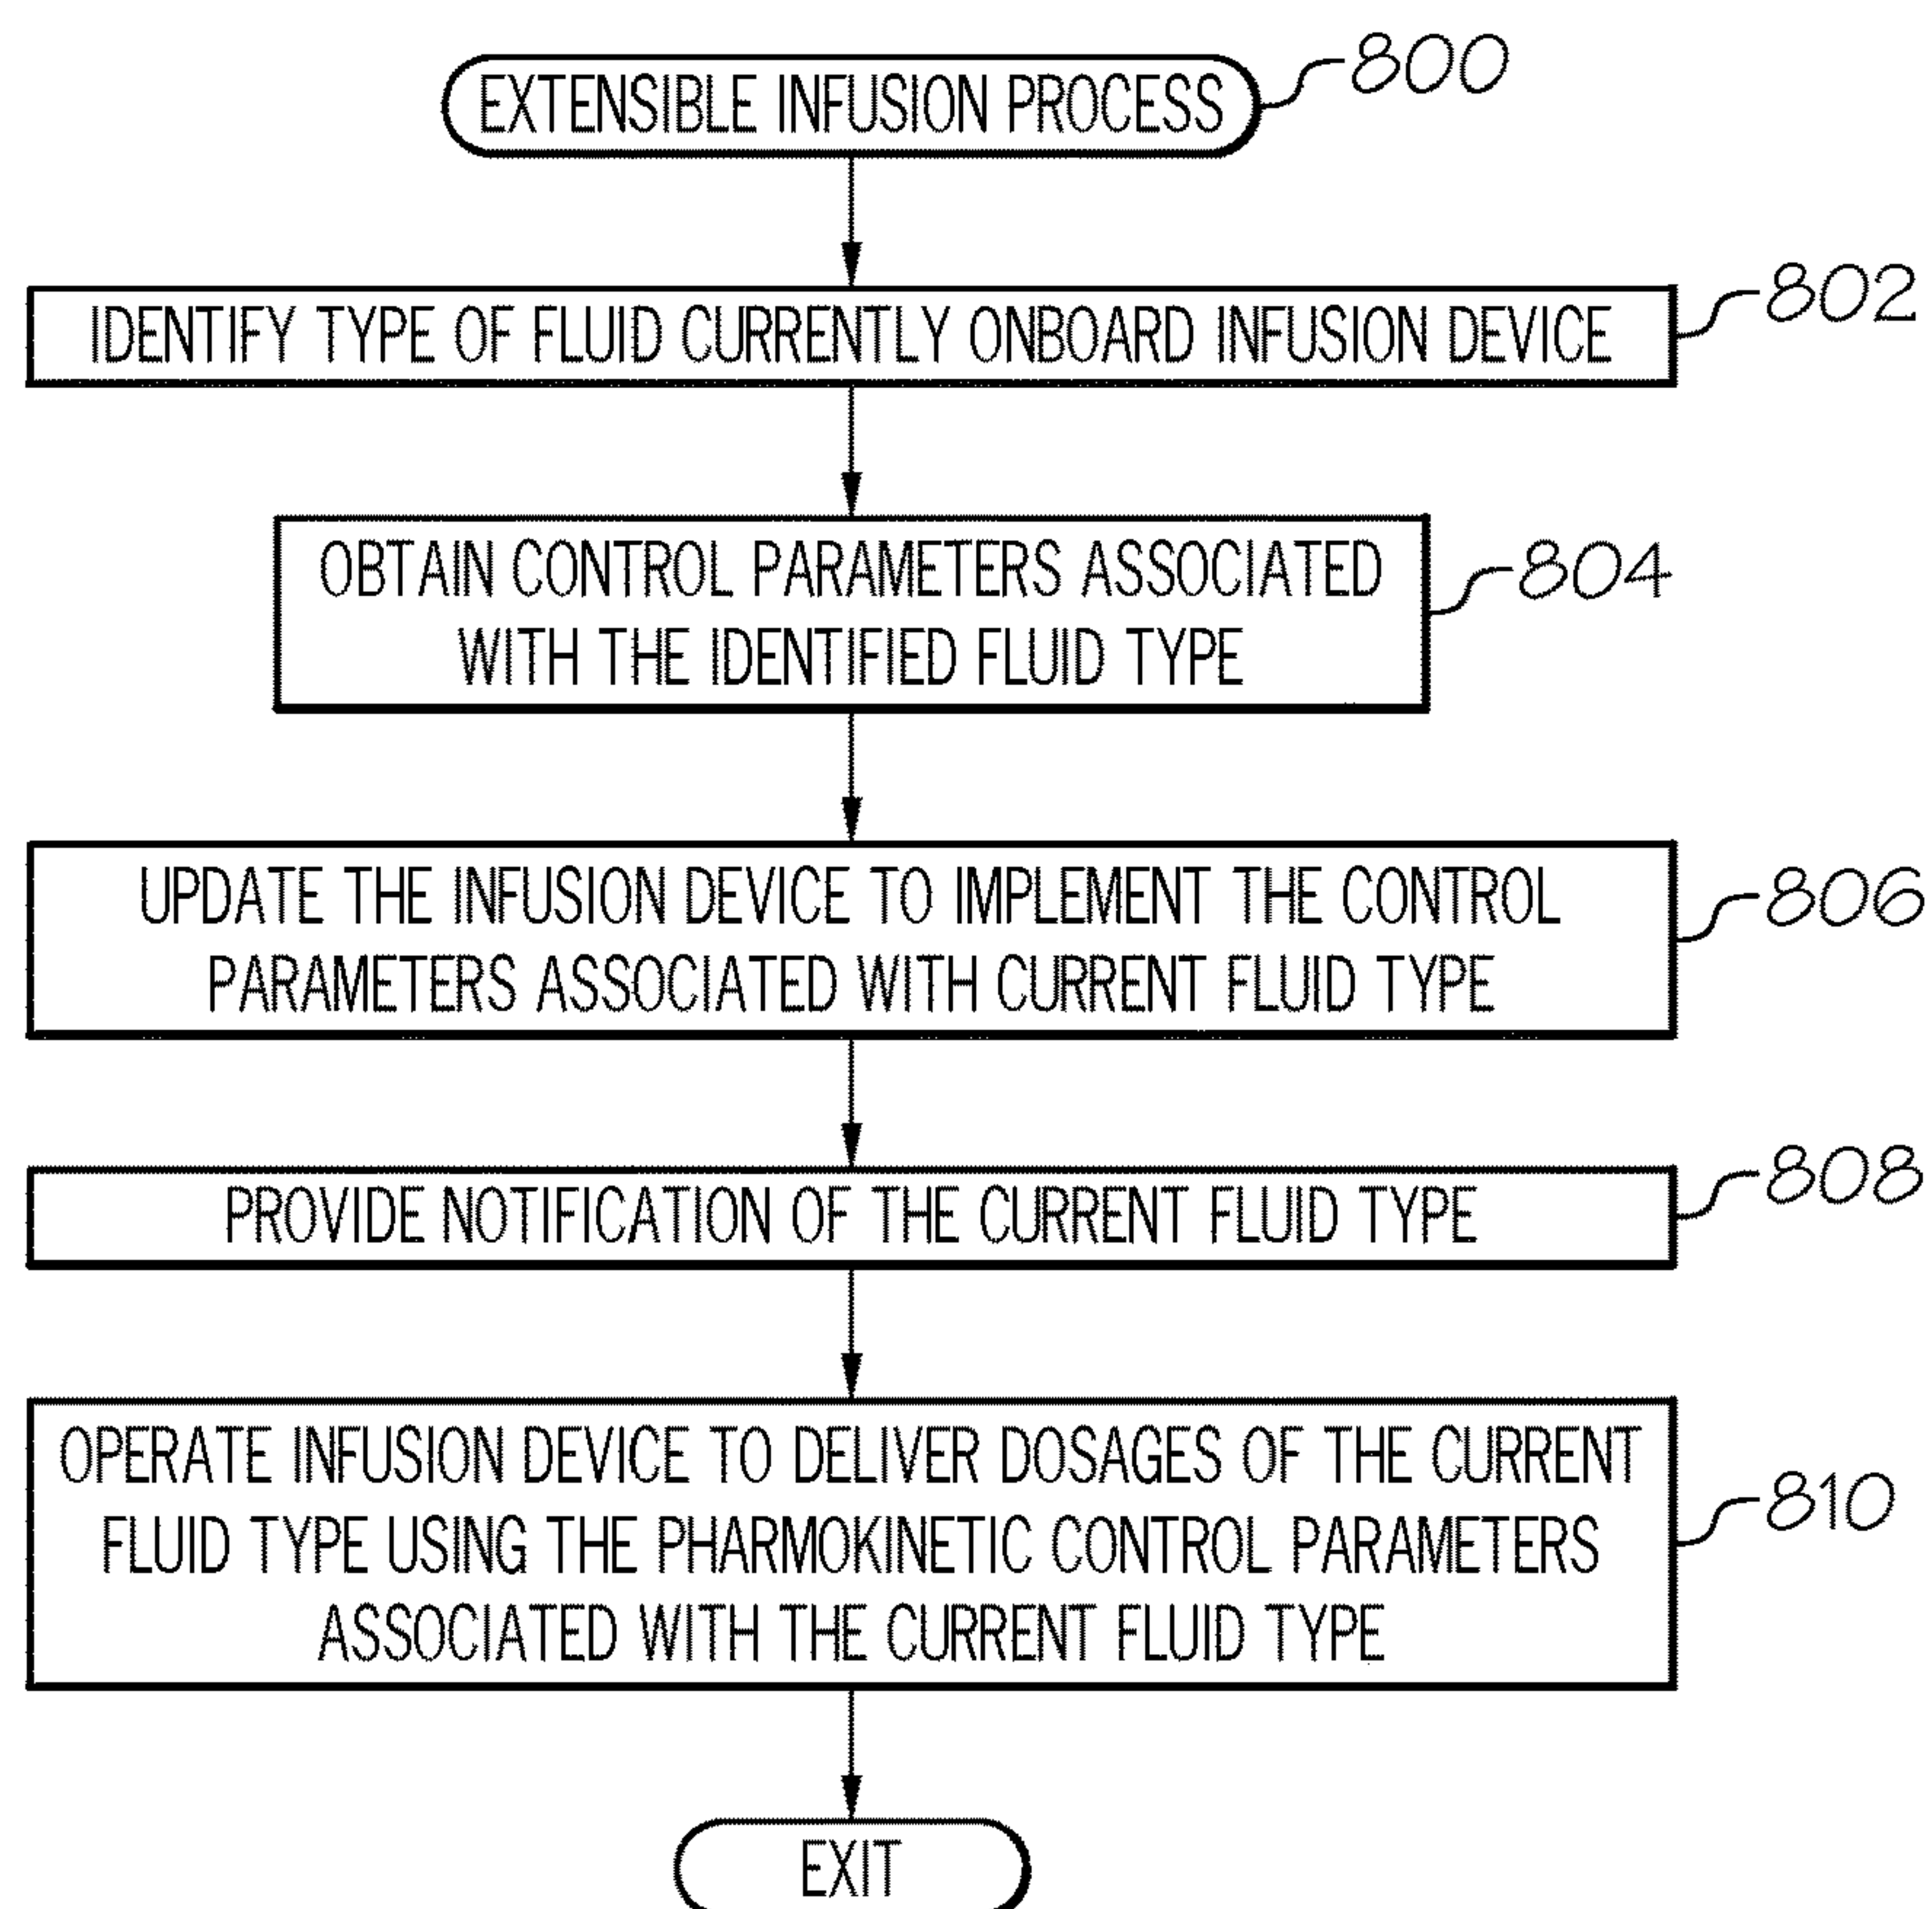 EXTENSIBLE INFUSION PROCESS
800
IDENTIFY TYPE OF FLUID CURRENTLY ONBOARD INFUSION DEVICE
802
OBTAIN CONTROL PARAMETERS ASSOCIATED
WITH THE IDENTIFIED FLUID TYPE
804
UPDATE THE INFUSION DEVICE TO IMPLEMENT THE CONTROL
PARAMETERS ASSOCIATED WITH CURRENT FLUID TYPE
806
PROVIDE NOTIFICATION OF THE CURRENT FLUID TYPE
808
OPERATE INFUSION DEVICE TO DELIVER DOSAGES OF THE CURRENT
FLUID TYPE USING THE PHARMOKINETIC CONTROL PARAMETERS
ASSOCIATED WITH THE CURRENT FLUID TYPE
810
EXIT